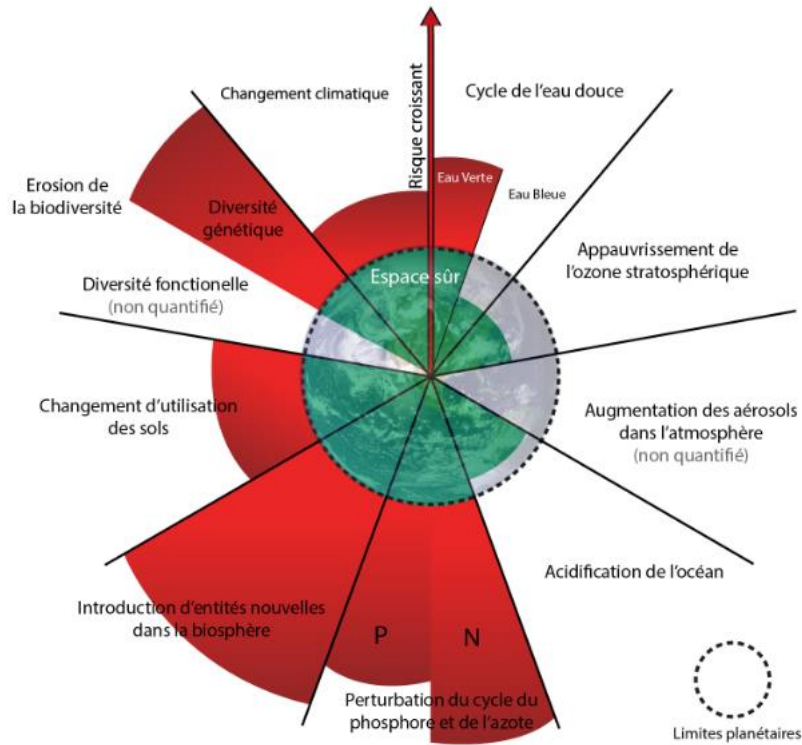 Changement climatique
Risque croissant
Cycle de l'eau douce
Eau Verte
Eau Bleue
Erosion de
la biodiversité
Diversité
génétique
Appauvrissement de
l'ozone stratosphérique
Espace sûr
Diversité fonctionelle
(non quantifié)
Changement d'utilisation
des sols
Augmentation des aérosols
dans l'atmosphère
(non quantifié)
Acidification de l'océan
Introduction d'entités nouvelles
dans la biosphère
P
N
Perturbation du cycle du
phosphore et de l'azote
Limites planétaires